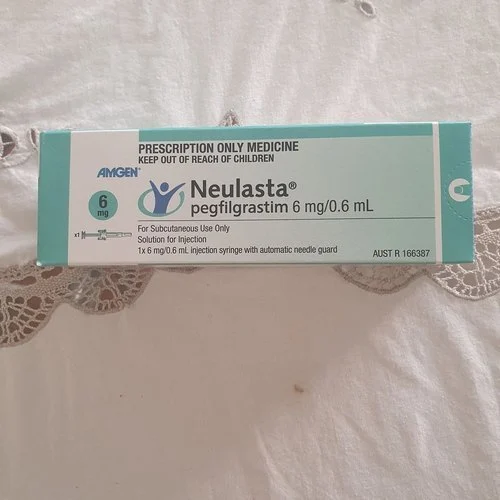 PRESCRIPTION ONLY MEDICINE
KEEP OUT OF REACH OF CHILDREN
AMGEN®
6
mg
Neulasta®
pegfilgrastim 6 mg/0.6 mL
x1
For Subcutaneous Use Only
Solution for Injection
1x 6 mg/0.6 mL injection syringe with automatic needle guard
AUST R 166387